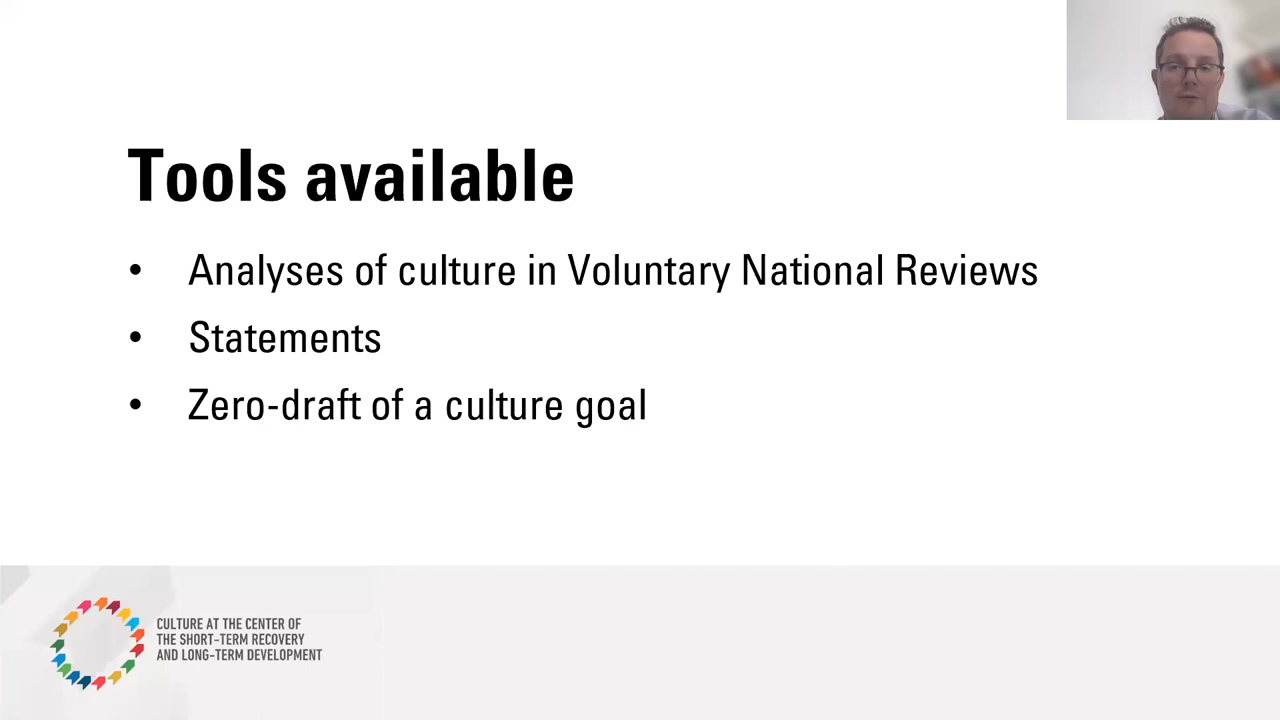 Tools available
• Analyses of culture in Voluntary National Reviews
• Statements
• Zero-draft of a culture goal
CULTURE AT THE CENTER OF
THE SHORT-TERM RECOVERY
AND LONG-TERM DEVELOPMENT